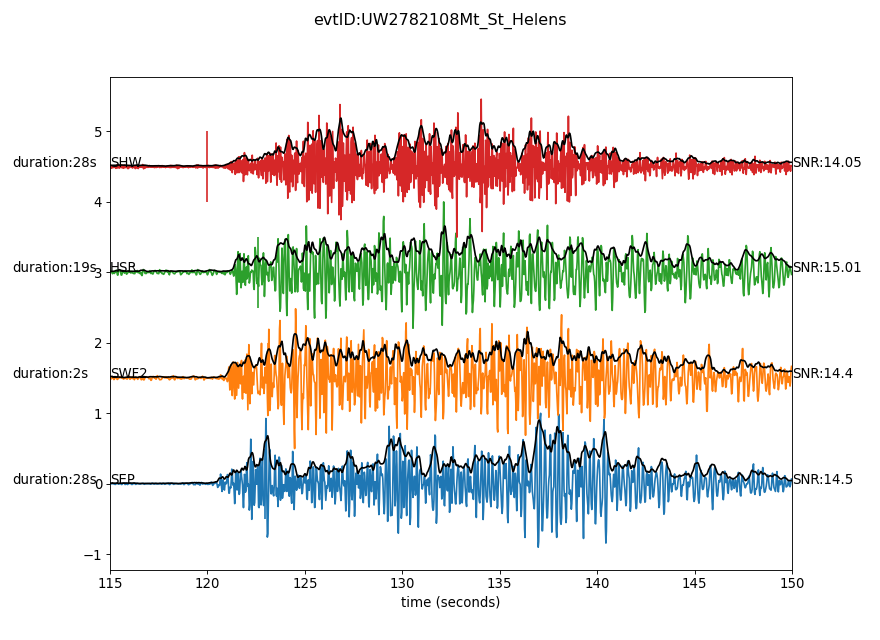 evtID:UW2782108Mt_St_Helens
5
duration:28s SHW SNR:14.05
4
duration:19s HSR SNR:15.01
3
2
duration:2s SWF2 SNR:14.4
1
duration:28s SEP SNR:14.5
0
−1
115 120 125 130 135 140 145 150
time (seconds)